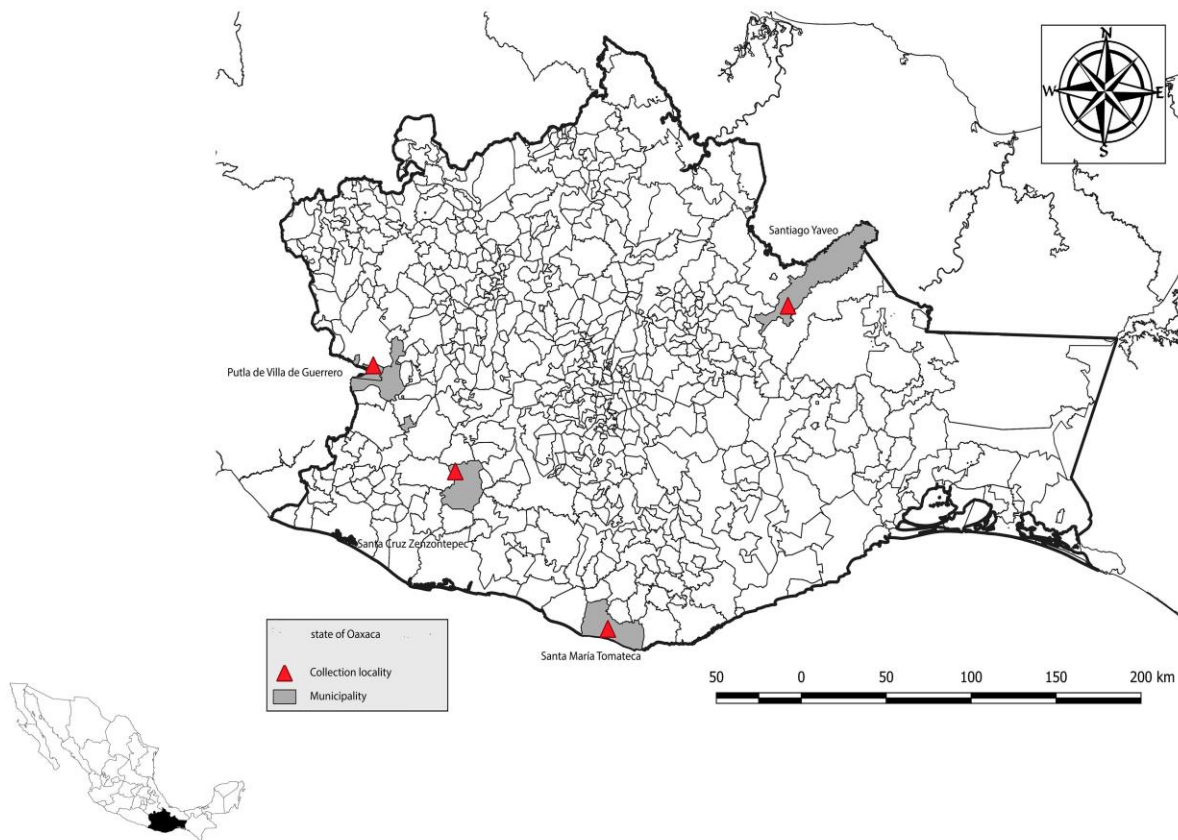 N
W
E
S
Santiago Yaveo
Putla de Villa de Guerrero
Santa Cruz Zenzontepec
Santa María Tomateca
state of Oaxaca
Collection locality
Municipality
50 0 50 100 150 200 km